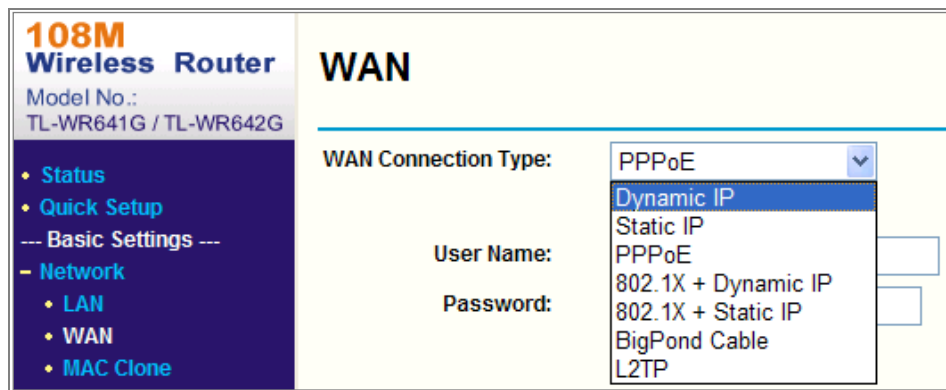 108M
Wireless Router
Model No.:
TL-WR641G / TL-WR642G
• Status
• Quick Setup
--- Basic Settings ---
– Network
• LAN
• WAN
• MAC Clone
WAN
WAN Connection Type:
PPPoE
Dynamic IP
Static IP
PPPoE
802.1X + Dynamic IP
802.1X + Static IP
BigPond Cable
L2TP
User Name:
Password: